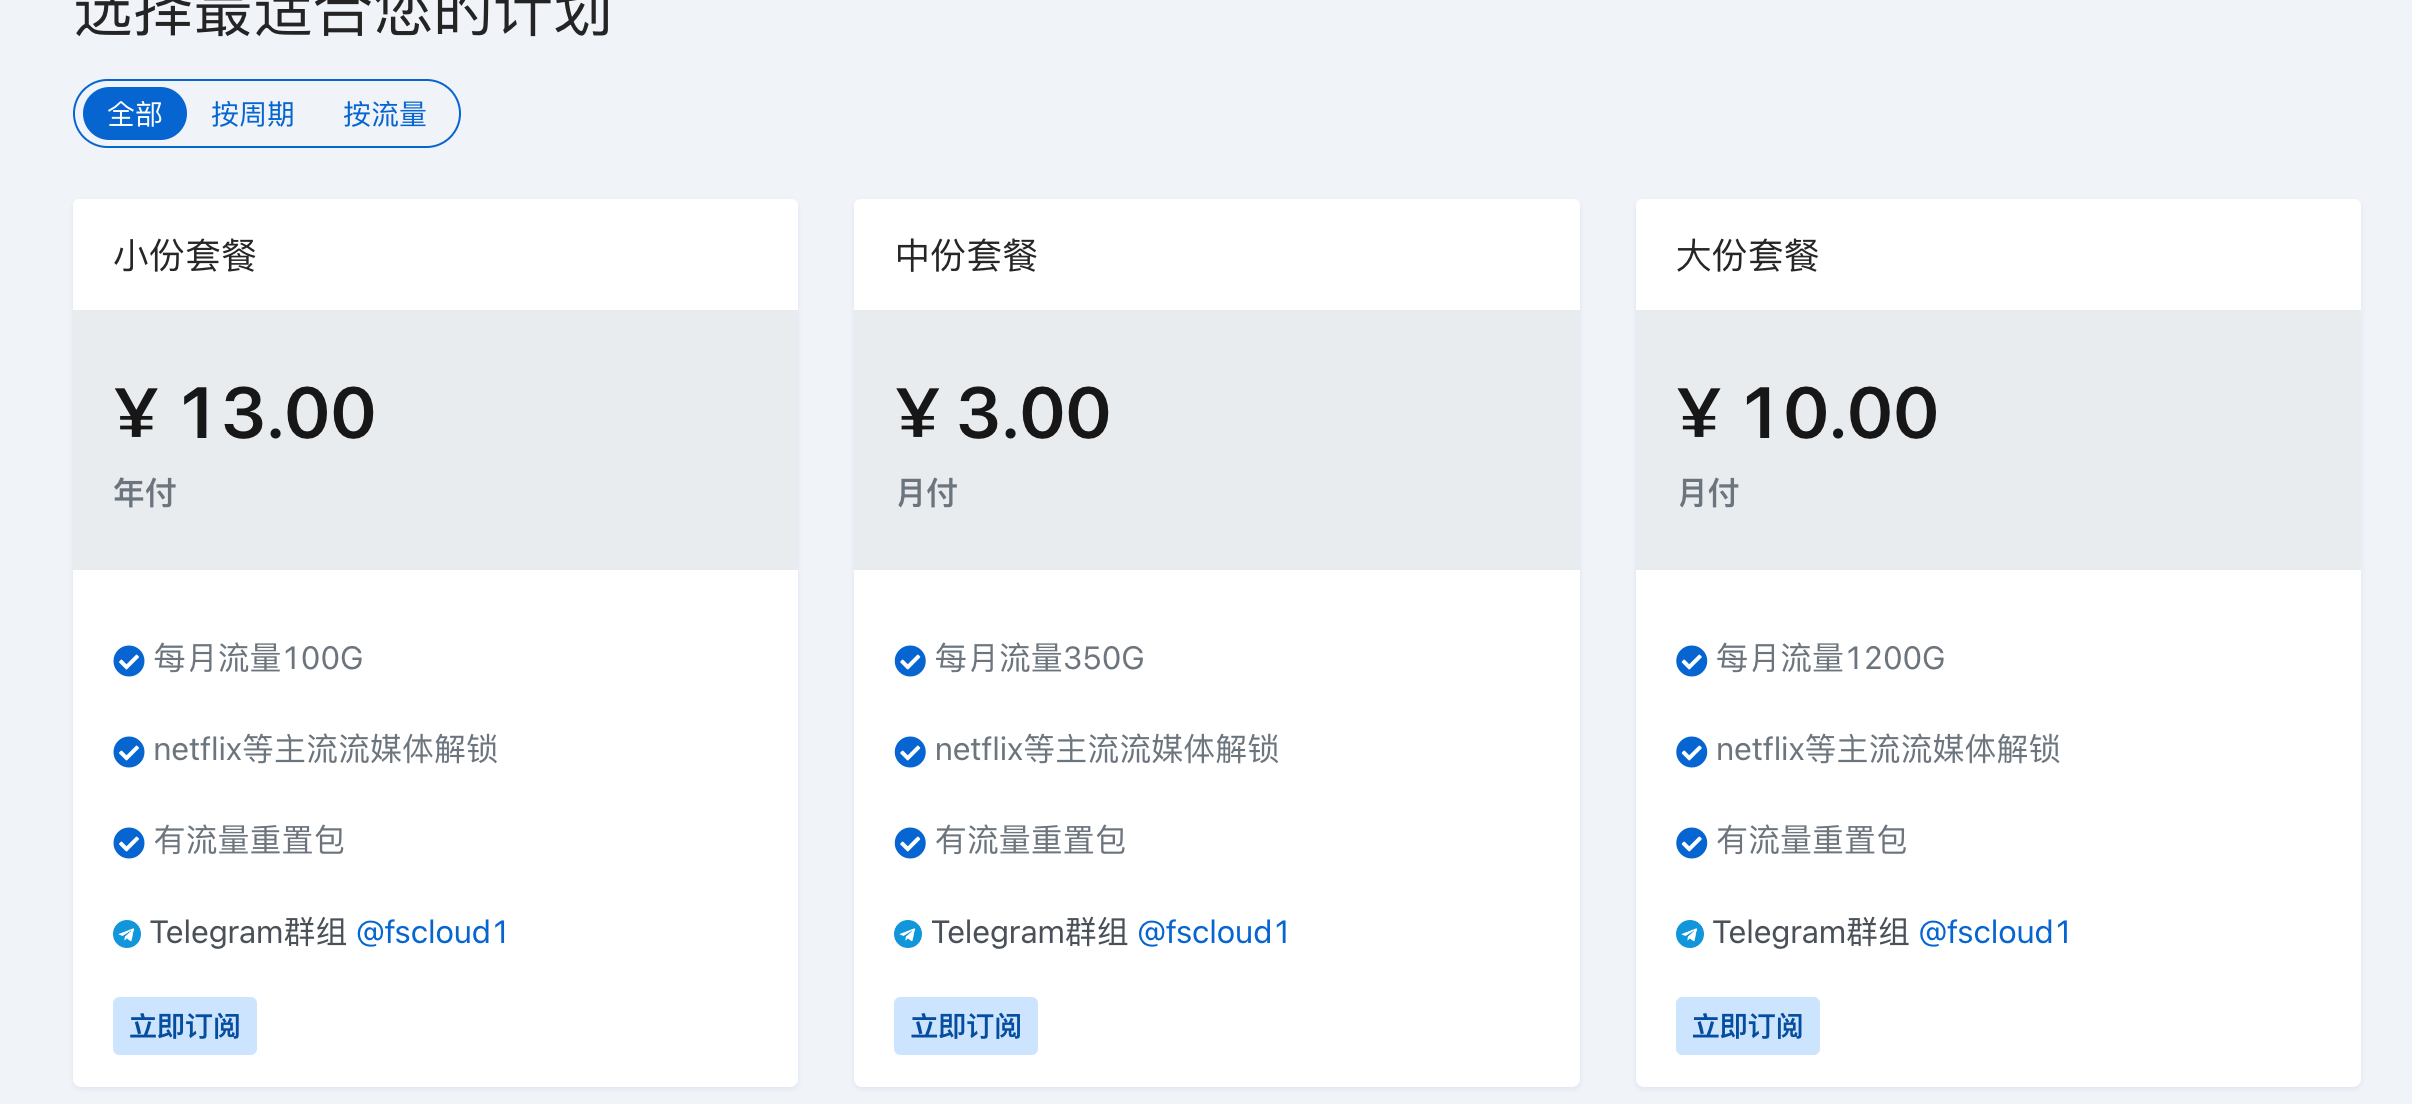 选择最适合您的计划
全部 按周期 按流量
小份套餐
¥ 13.00
年付
每月流量100G
netflix等主流流媒体解锁
有流量重置包
Telegram群组 @fscloud1
立即订阅
中份套餐
¥ 3.00
月付
每月流量350G
netflix等主流流媒体解锁
有流量重置包
Telegram群组 @fscloud1
立即订阅
大份套餐
¥ 10.00
月付
每月流量1200G
netflix等主流流媒体解锁
有流量重置包
Telegram群组 @fscloud1
立即订阅